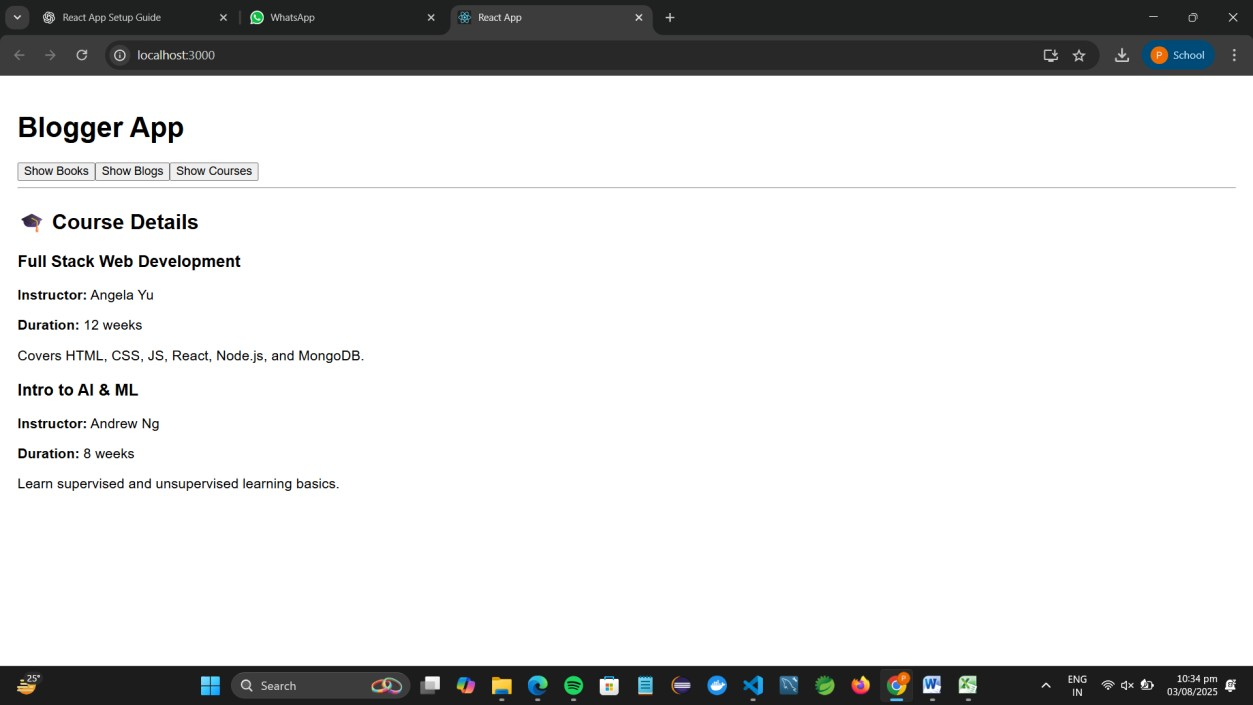 React App Setup Guide
WhatsApp
React App
localhost:3000
P
School
Blogger App
Show Books Show Blogs Show Courses
Course Details
Full Stack Web Development
Instructor: Angela Yu
Duration: 12 weeks
Covers HTML, CSS, JS, React, Node.js, and MongoDB.
Intro to AI & ML
Instructor: Andrew Ng
Duration: 8 weeks
Learn supervised and unsupervised learning basics.
25°
Search
P
ENG
IN
10:34 pm
03/08/2025